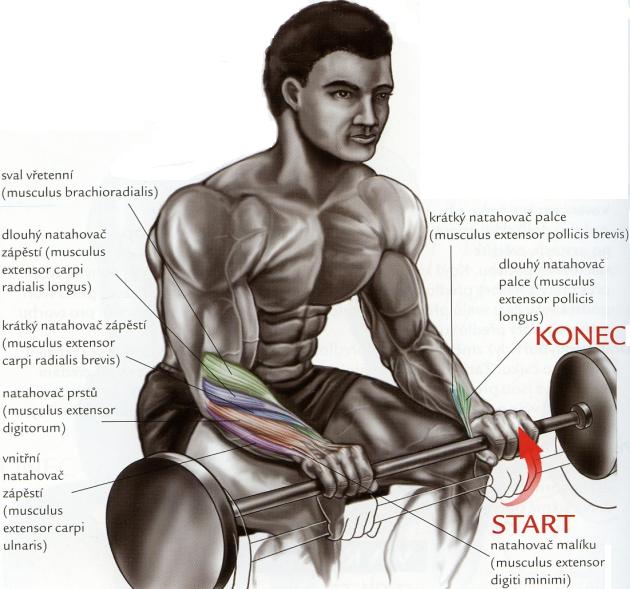 sval vřetenní
(musculus brachioradialis)
dlouhý natahovač
zápěstí (musculus
extensor carpi
radialis longus)
krátký natahovač zápěstí
(musculus extensor
carpi radialis brevis)
natahovač prstů
(musculus extensor
digitorum)
vnitřní
natahovač
zápěstí
(musculus
extensor carpi
ulnaris)
krátký natahovač palce
(musculus extensor pollicis brevis)
dlouhý natahovač
palce (musculus
extensor pollicis
longus)
KONEC
START
natahovač malíku
(musculus extensor
digiti minimi)